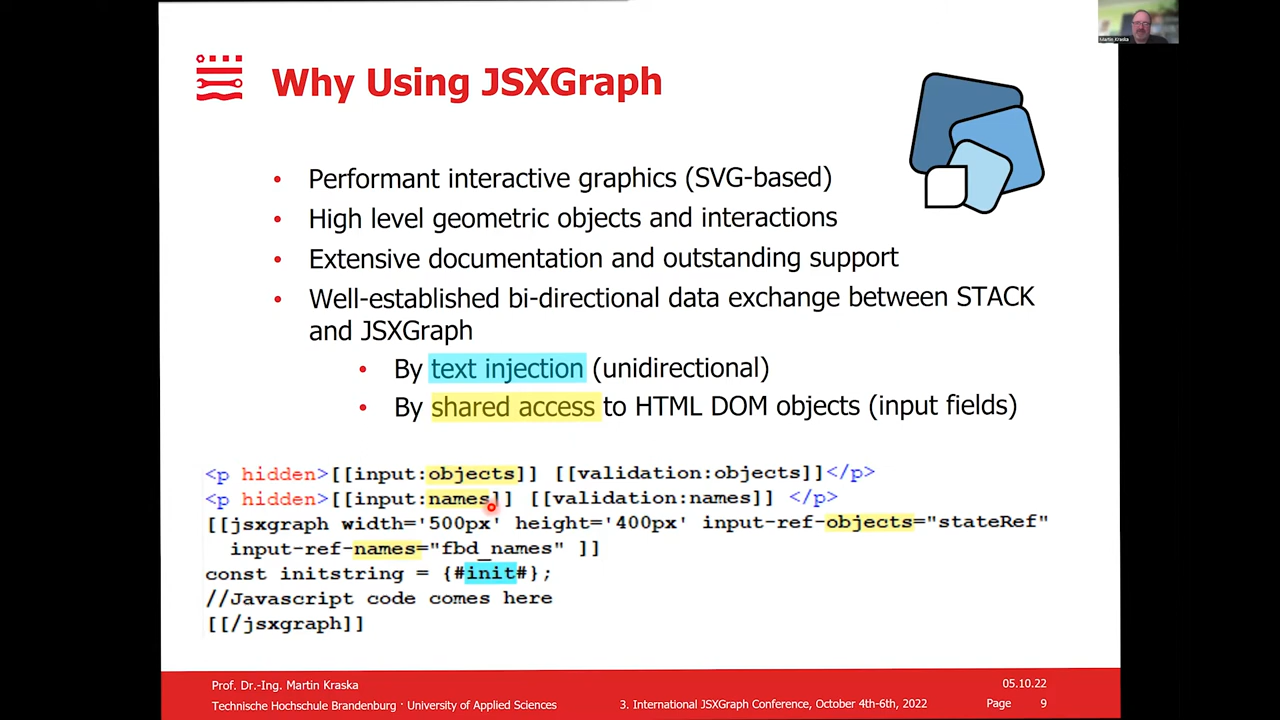 Martin Kraska
Why Using JSXGraph
• Performant interactive graphics (SVG-based)
• High level geometric objects and interactions
• Extensive documentation and outstanding support
• Well-established bi-directional data exchange between STACK
and JSXGraph
• By text injection (unidirectional)
• By shared access to HTML DOM objects (input fields)
<p hidden>[[input:objects]] [[validation:objects]]</p>
<p hidden>[[input:names]] [[validation:names]] </p>
[[jsxgraph width='500px' height='400px' input-ref-objects="stateRef"
input-ref-names="fbd_names" ]]
const initstring = {#init#};
//Javascript code comes here
[[/jsxgraph]]
Prof. Dr.-Ing. Martin Kraska
05.10.22
Technische Hochschule Brandenburg · University of Applied Sciences
3. International JSXGraph Conference, October 4th-6th, 2022
Page 9